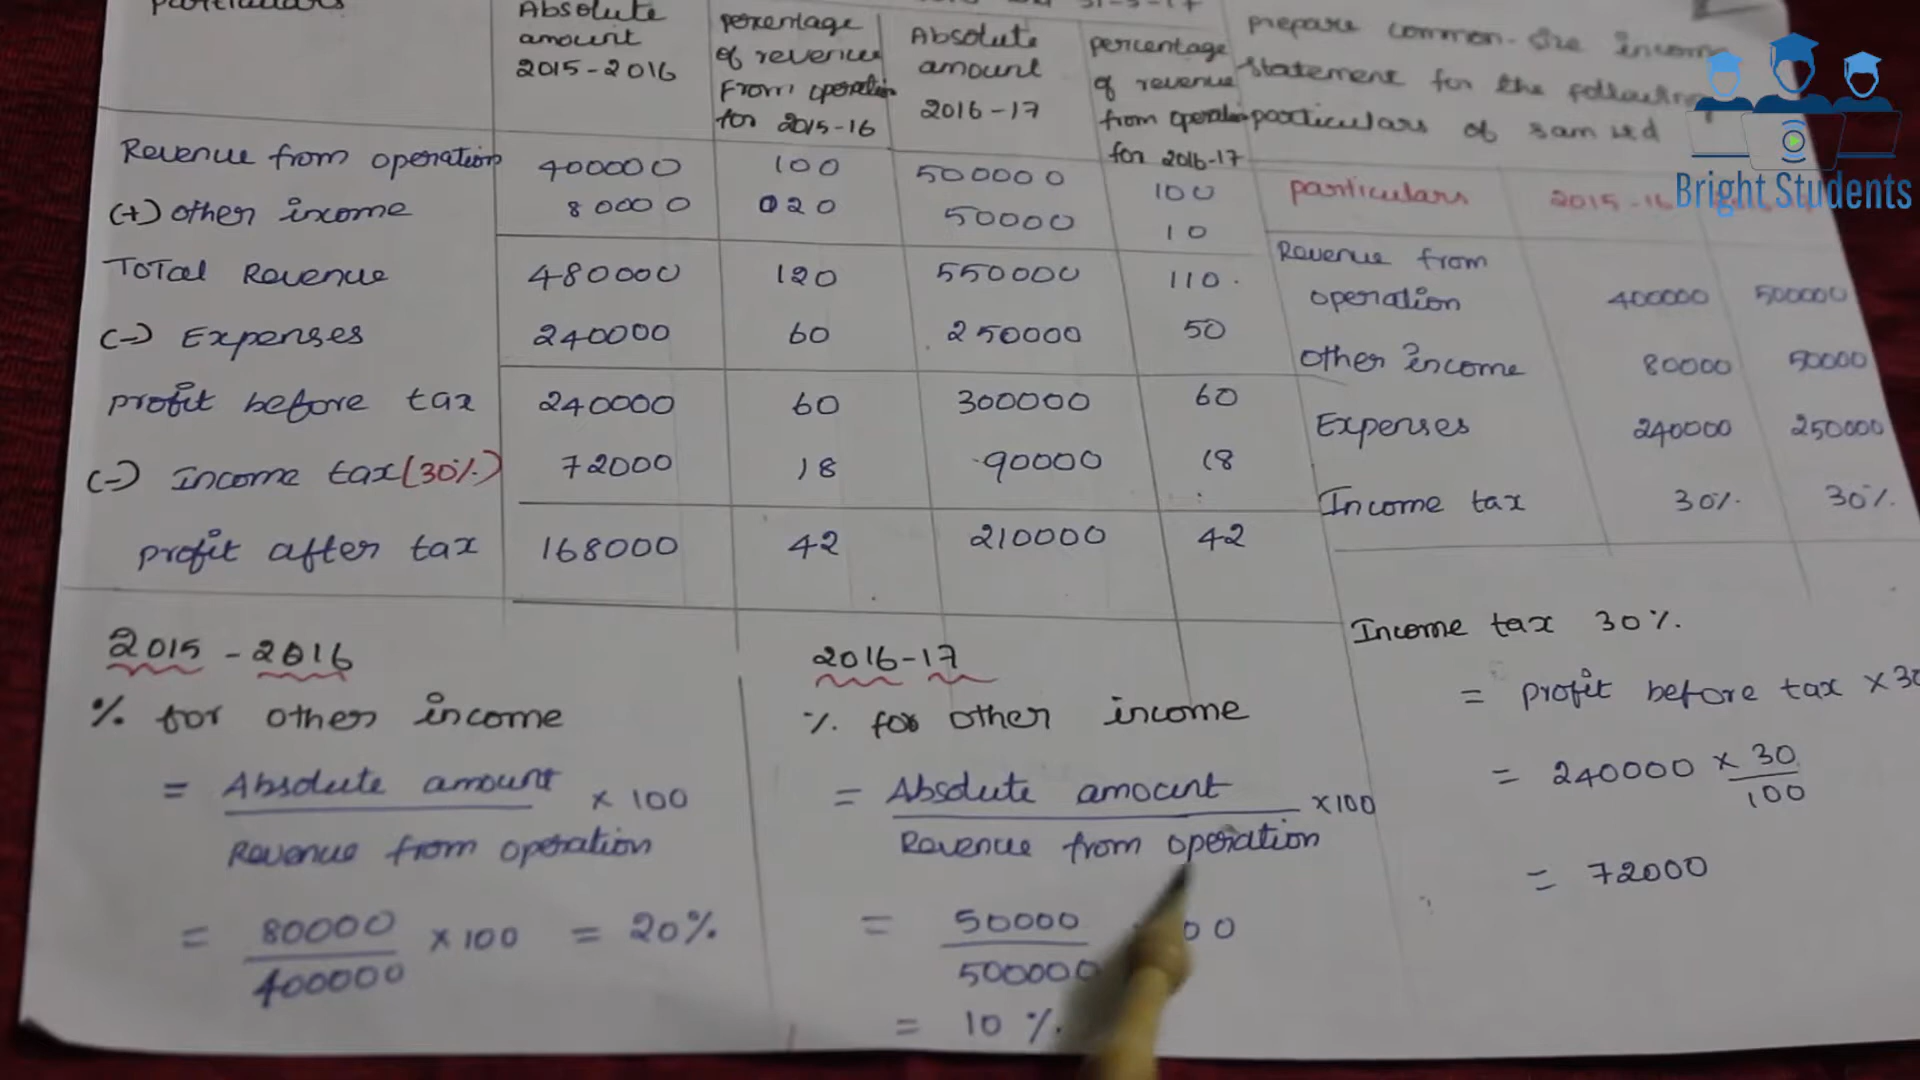 particulars
Absolute amount 2015-2016
percentage of revenue From operation for 2015-16
Absolute amount 2016-17
percentage of revenue from operation for 2016-17
31-3-17
Revenue from operation 400000 100 500000 100
(+) other income 80000 020 50000 10
Total Revenue 480000 120 550000 110
(-) Expenses 240000 60 250000 50
profit before tax 240000 60 300000 60
(-) Income tax (30%) 72000 18 90000 18
profit after tax 168000 42 210000 42
prepare common-size income
statement for the following
particulars of sam ltd
particulars 2015-16
Revenue from
operation 400000 500000
other income 80000 50000
Expenses 240000 250000
Income tax 30% 30%
2015-2016
% for other income
= Absolute amount / Revenue from operation × 100
= 80000 / 400000 × 100 = 20%
2016-17
% for other income
= Absolute amount / Revenue from operation ×100
= 50000 / 500000 00
= 10%
Income tax 30%.
= profit before tax × 30
= 240000 × 30 / 100
= 72000
Bright Students